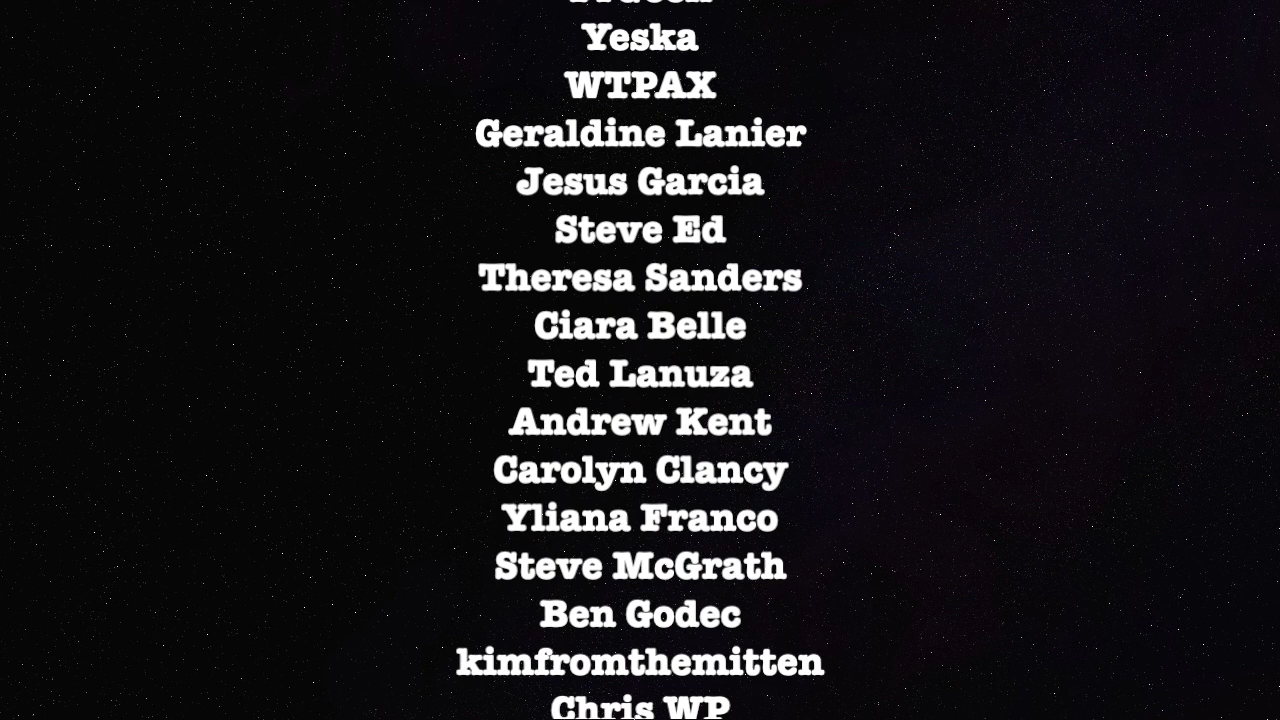 Yeska
WTPAX
Geraldine Lanier
Jesus Garcia
Steve Ed
Theresa Sanders
Ciara Belle
Ted Lanuza
Andrew Kent
Carolyn Clancy
Yliana Franco
Steve McGrath
Ben Godec
kimfromthemitten
Chris WP